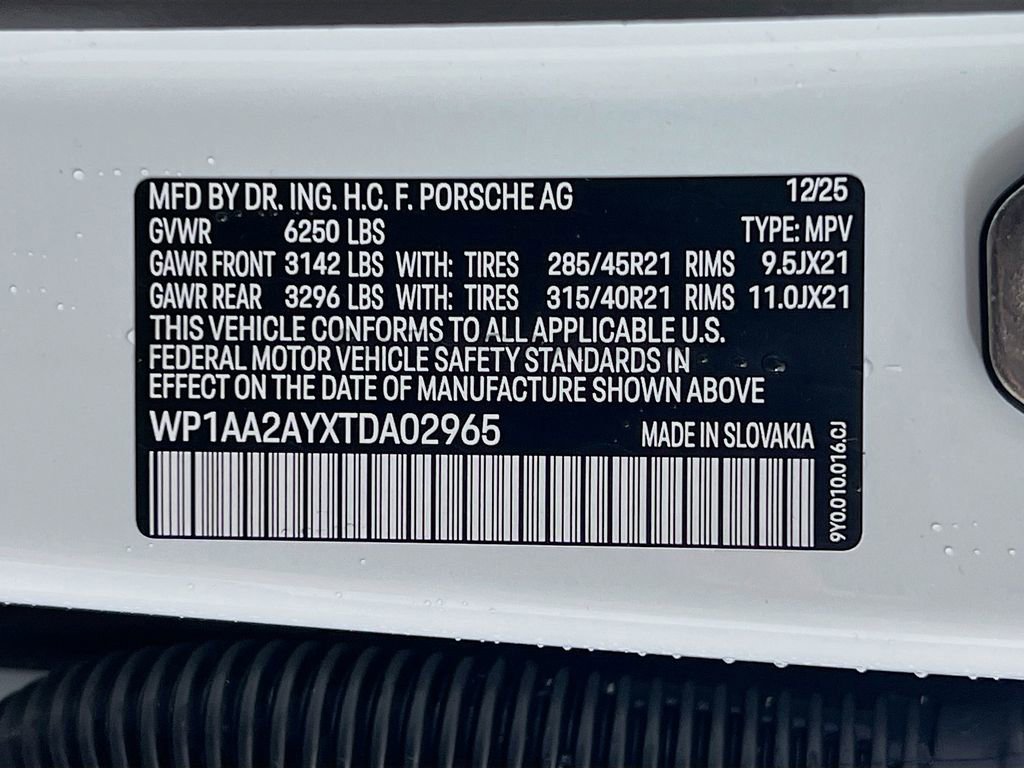 MFD BY DR. ING. H.C. F. PORSCHE AG 12/25
GVWR 6250 LBS TYPE: MPV
GAWR FRONT 3142 LBS WITH: TIRES 285/45R21 RIMS 9.5JX21
GAWR REAR 3296 LBS WITH: TIRES 315/40R21 RIMS 11.0JX21
THIS VEHICLE CONFORMS TO ALL APPLICABLE U.S.
FEDERAL MOTOR VEHICLE SAFETY STANDARDS IN
EFFECT ON THE DATE OF MANUFACTURE SHOWN ABOVE
WP1AA2AYXTDA02965 MADE IN SLOVAKIA
9Y0.010.016.CJ